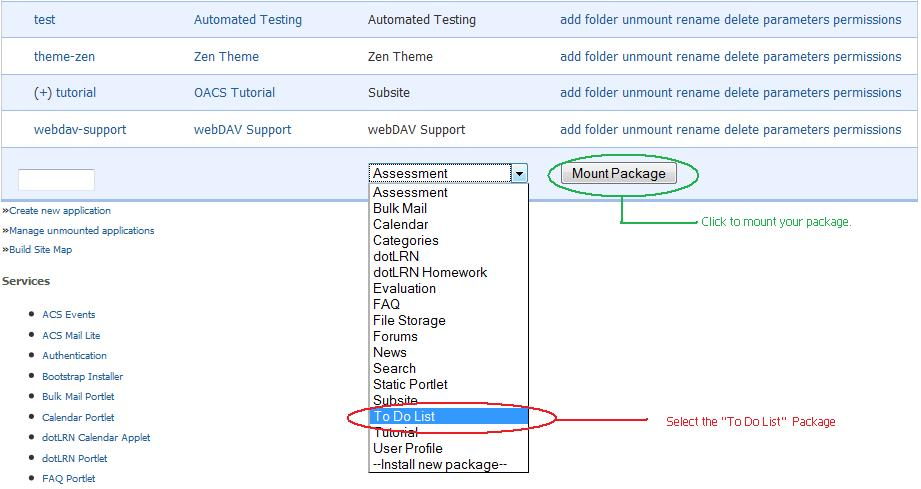 test Automated Testing Automated Testing add folder unmount rename delete parameters permissions
theme-zen Zen Theme Zen Theme add folder unmount rename delete parameters permissions
(+) tutorial OACS Tutorial Subsite add folder unmount rename delete parameters permissions
webdav-support webDAV Support webDAV Support add folder unmount rename delete parameters permissions
Assessment Mount Package
Click to mount your package.
Assessment
Bulk Mail
Calendar
Categories
dotLRN
dotLRN Homework
Evaluation
FAQ
File Storage
Forums
News
Search
Static Portlet
Subsite
To Do List
Tutorial
User Profile
--Install new package--
Select the "To Do List" Package
»Create new application
»Manage unmounted applications
»Build Site Map
Services
• ACS Events
• ACS Mail Lite
• Authentication
• Bootstrap Installer
• Bulk Mail Portlet
• Calendar Portlet
• dotLRN Calendar Applet
• dotLRN Portlet
• FAQ Portlet